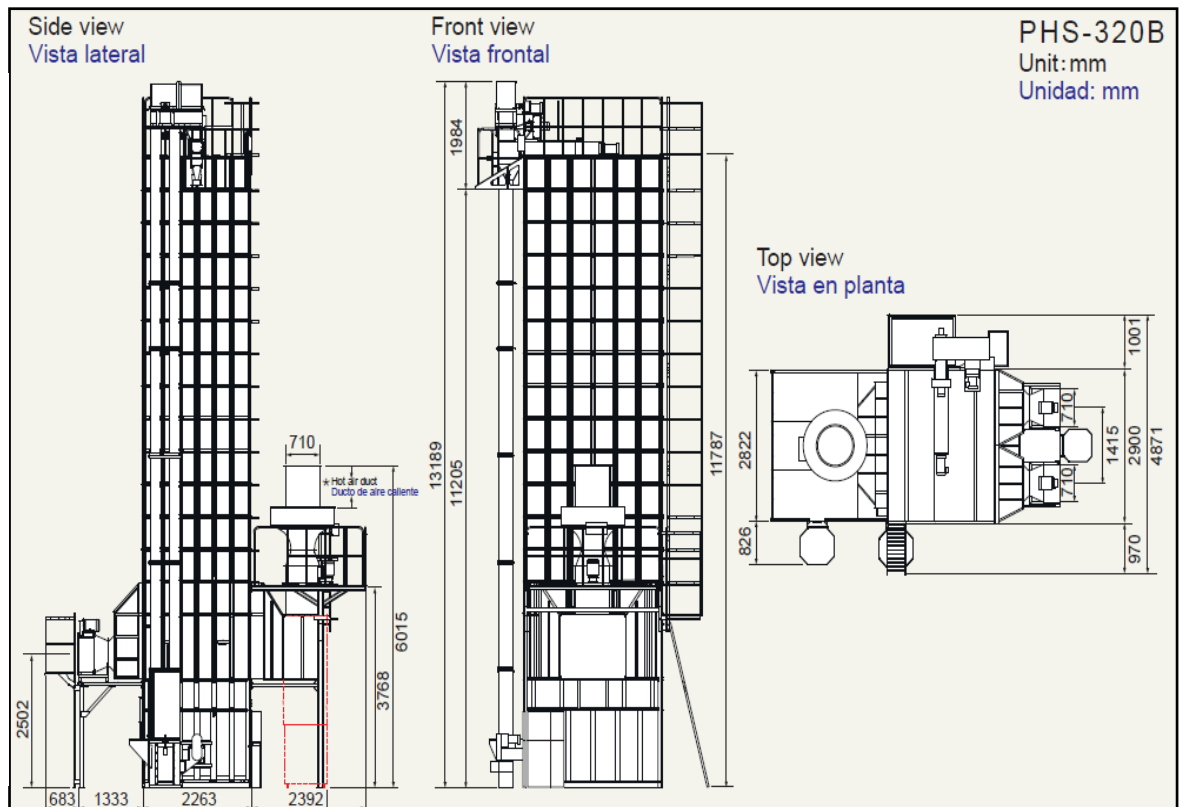 Side view
Vista lateral
Front view
Vista frontal
PHS-320B
Unit: mm
Unidad: mm
Top view
Vista en planta
710
* Hot air duct
Ducto de aire caliente
6015
3768
2502
683
1333
2263
2392
1984
13189
11205
11787
2822
826
710
710
1415
1001
2900
4871
970